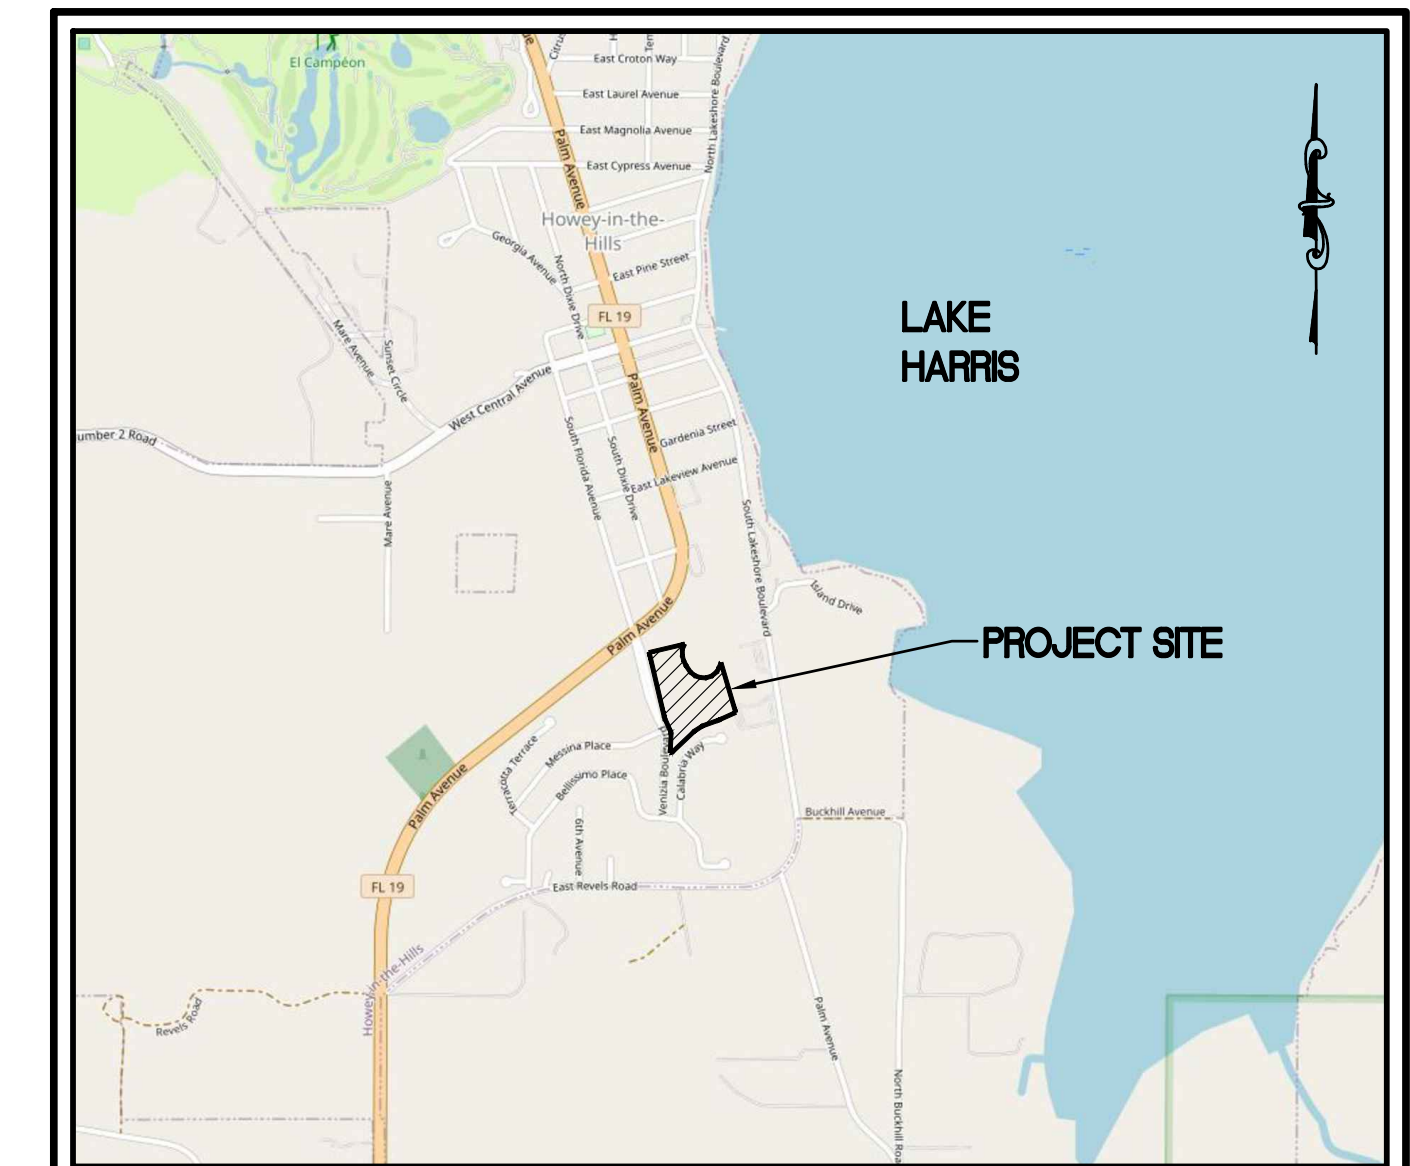 El Campéon
East Croton Way
East Laurel Avenue
East Magnolia Avenue
East Cypress Avenue
North Lakeshore Boulevard
Palm Avenue
Howey-in-the-
Hills
Georgia Avenue
North Dixie Drive
East Pine Street
FL 19
LAKE
HARRIS
Mare Avenue
Sunset Circle
West Central Avenue
Palm Avenue
umber 2 Road
South Florida Avenue
South Dixie Drive
Gardenia Street
East Lakeview Avenue
Mare Avenue
South Lakeshore Boulevard
Island Drive
Palm Avenue
PROJECT SITE
Terracotta Terrace
Messina Place
Bellissimo Place
Calabria Way
Palm Avenue
6th Avenue
Buckhill Avenue
FL 19
East Revels Road
Howey-in-the-Hills
Revels Road
Palm Avenue
North Buckhill Roa